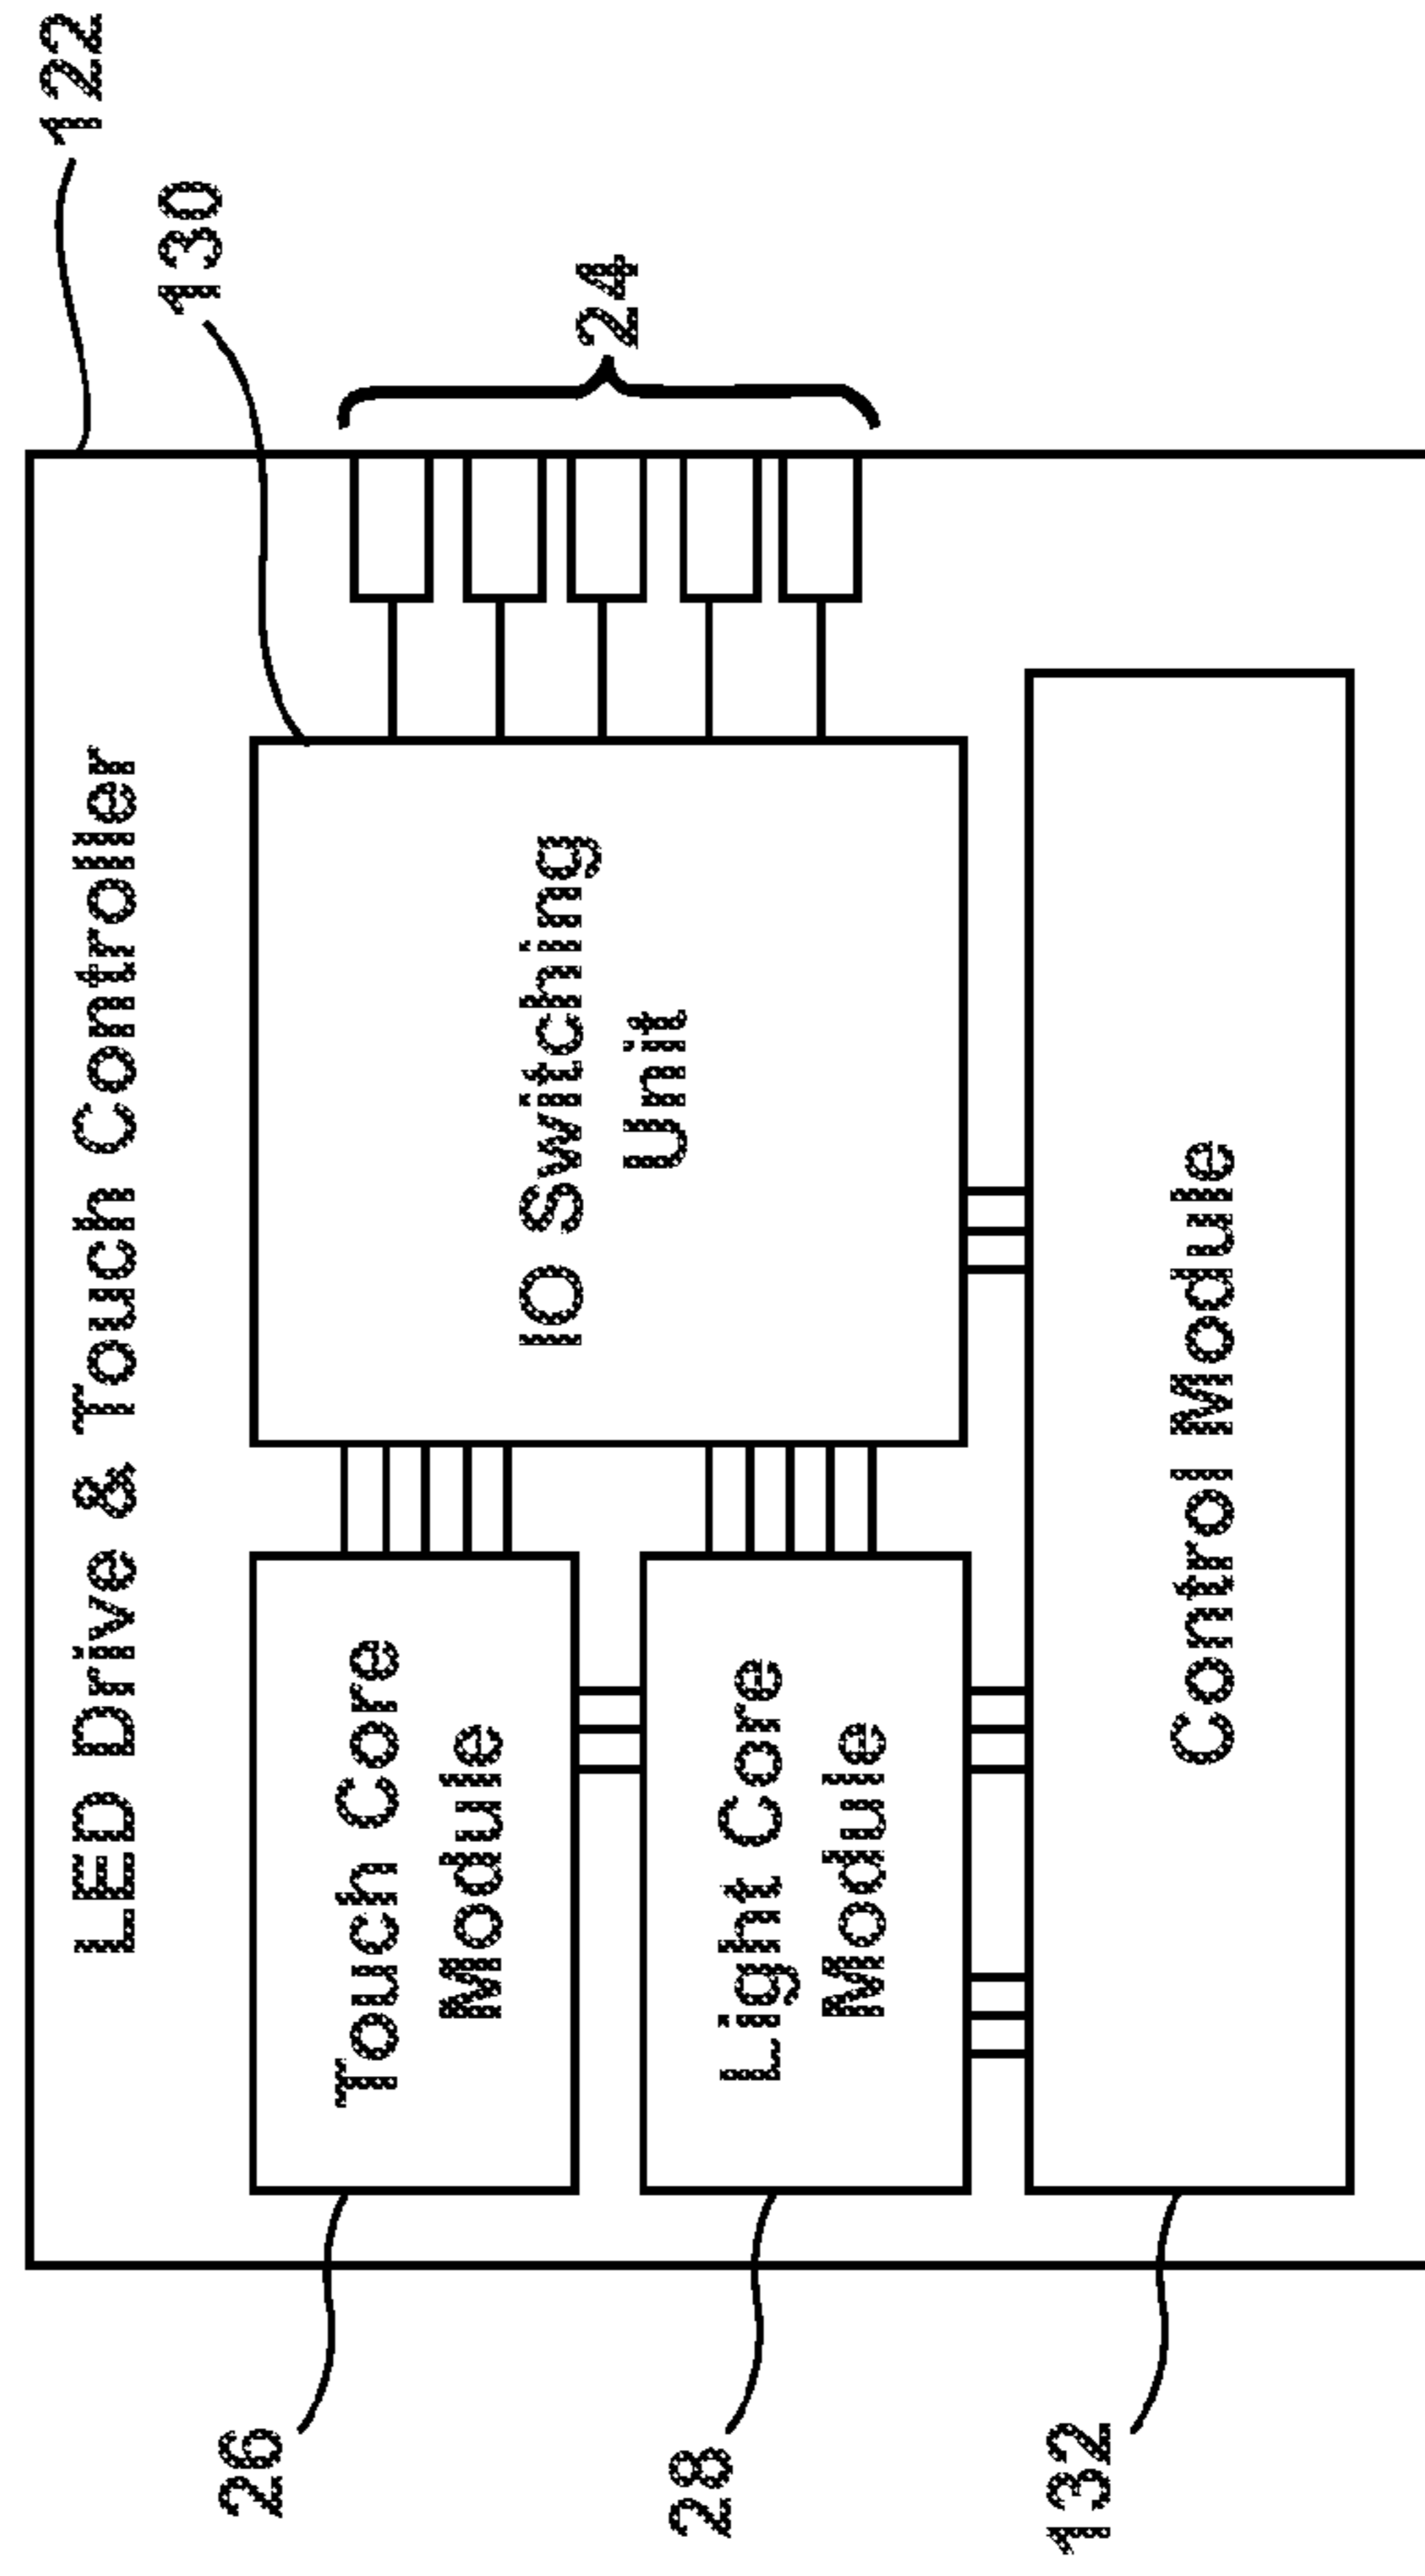 122
130
LED Drive & Touch Controller
24
26
Touch Core
Module
IO Switching
Unit
28
Light Core
Module
132
Control Module